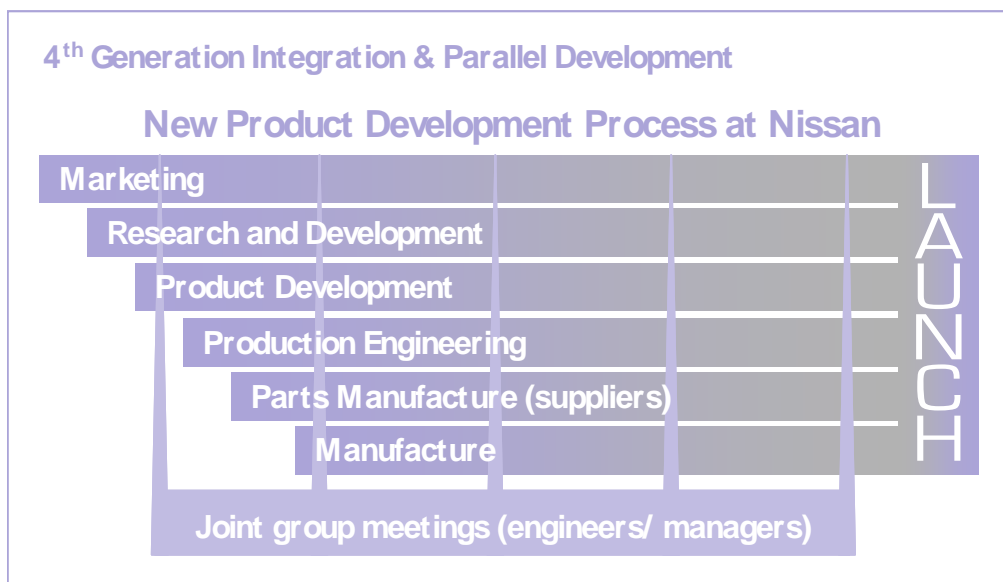 4th Generation Integration & Parallel Development
New Product Development Process at Nissan
Marketing
Research and Development
Product Development
Production Engineering
Parts Manufacture (suppliers)
Manufacture
LAUNCH
Joint group meetings (engineers/ managers)